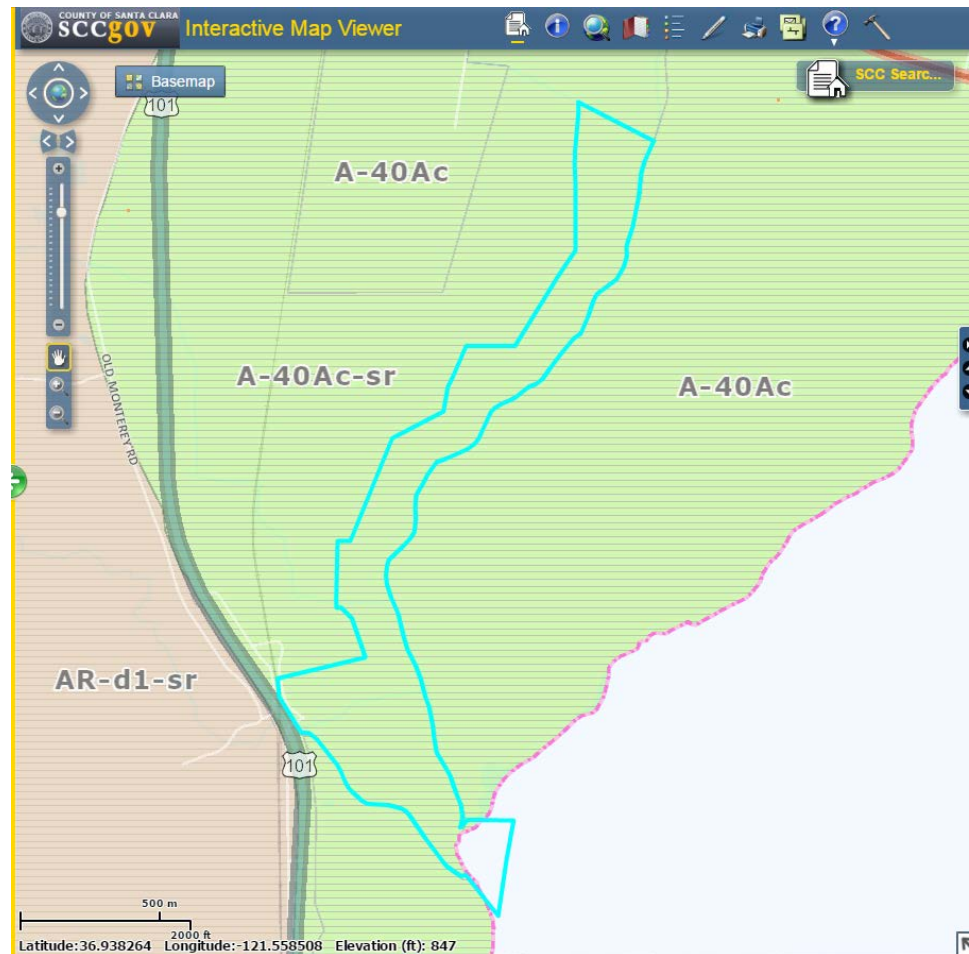 COUNTY OF SANTA CLARA
SCCgov
Interactive Map Viewer
Basemap
SCC Searc...
101
A-40Ac
A-40Ac-sr
A-40Ac
OLD MONTEREY RD
AR-d1-sr
101
500 m
2000 ft
Latitude:36.938264 Longitude:-121.558508 Elevation (ft): 847